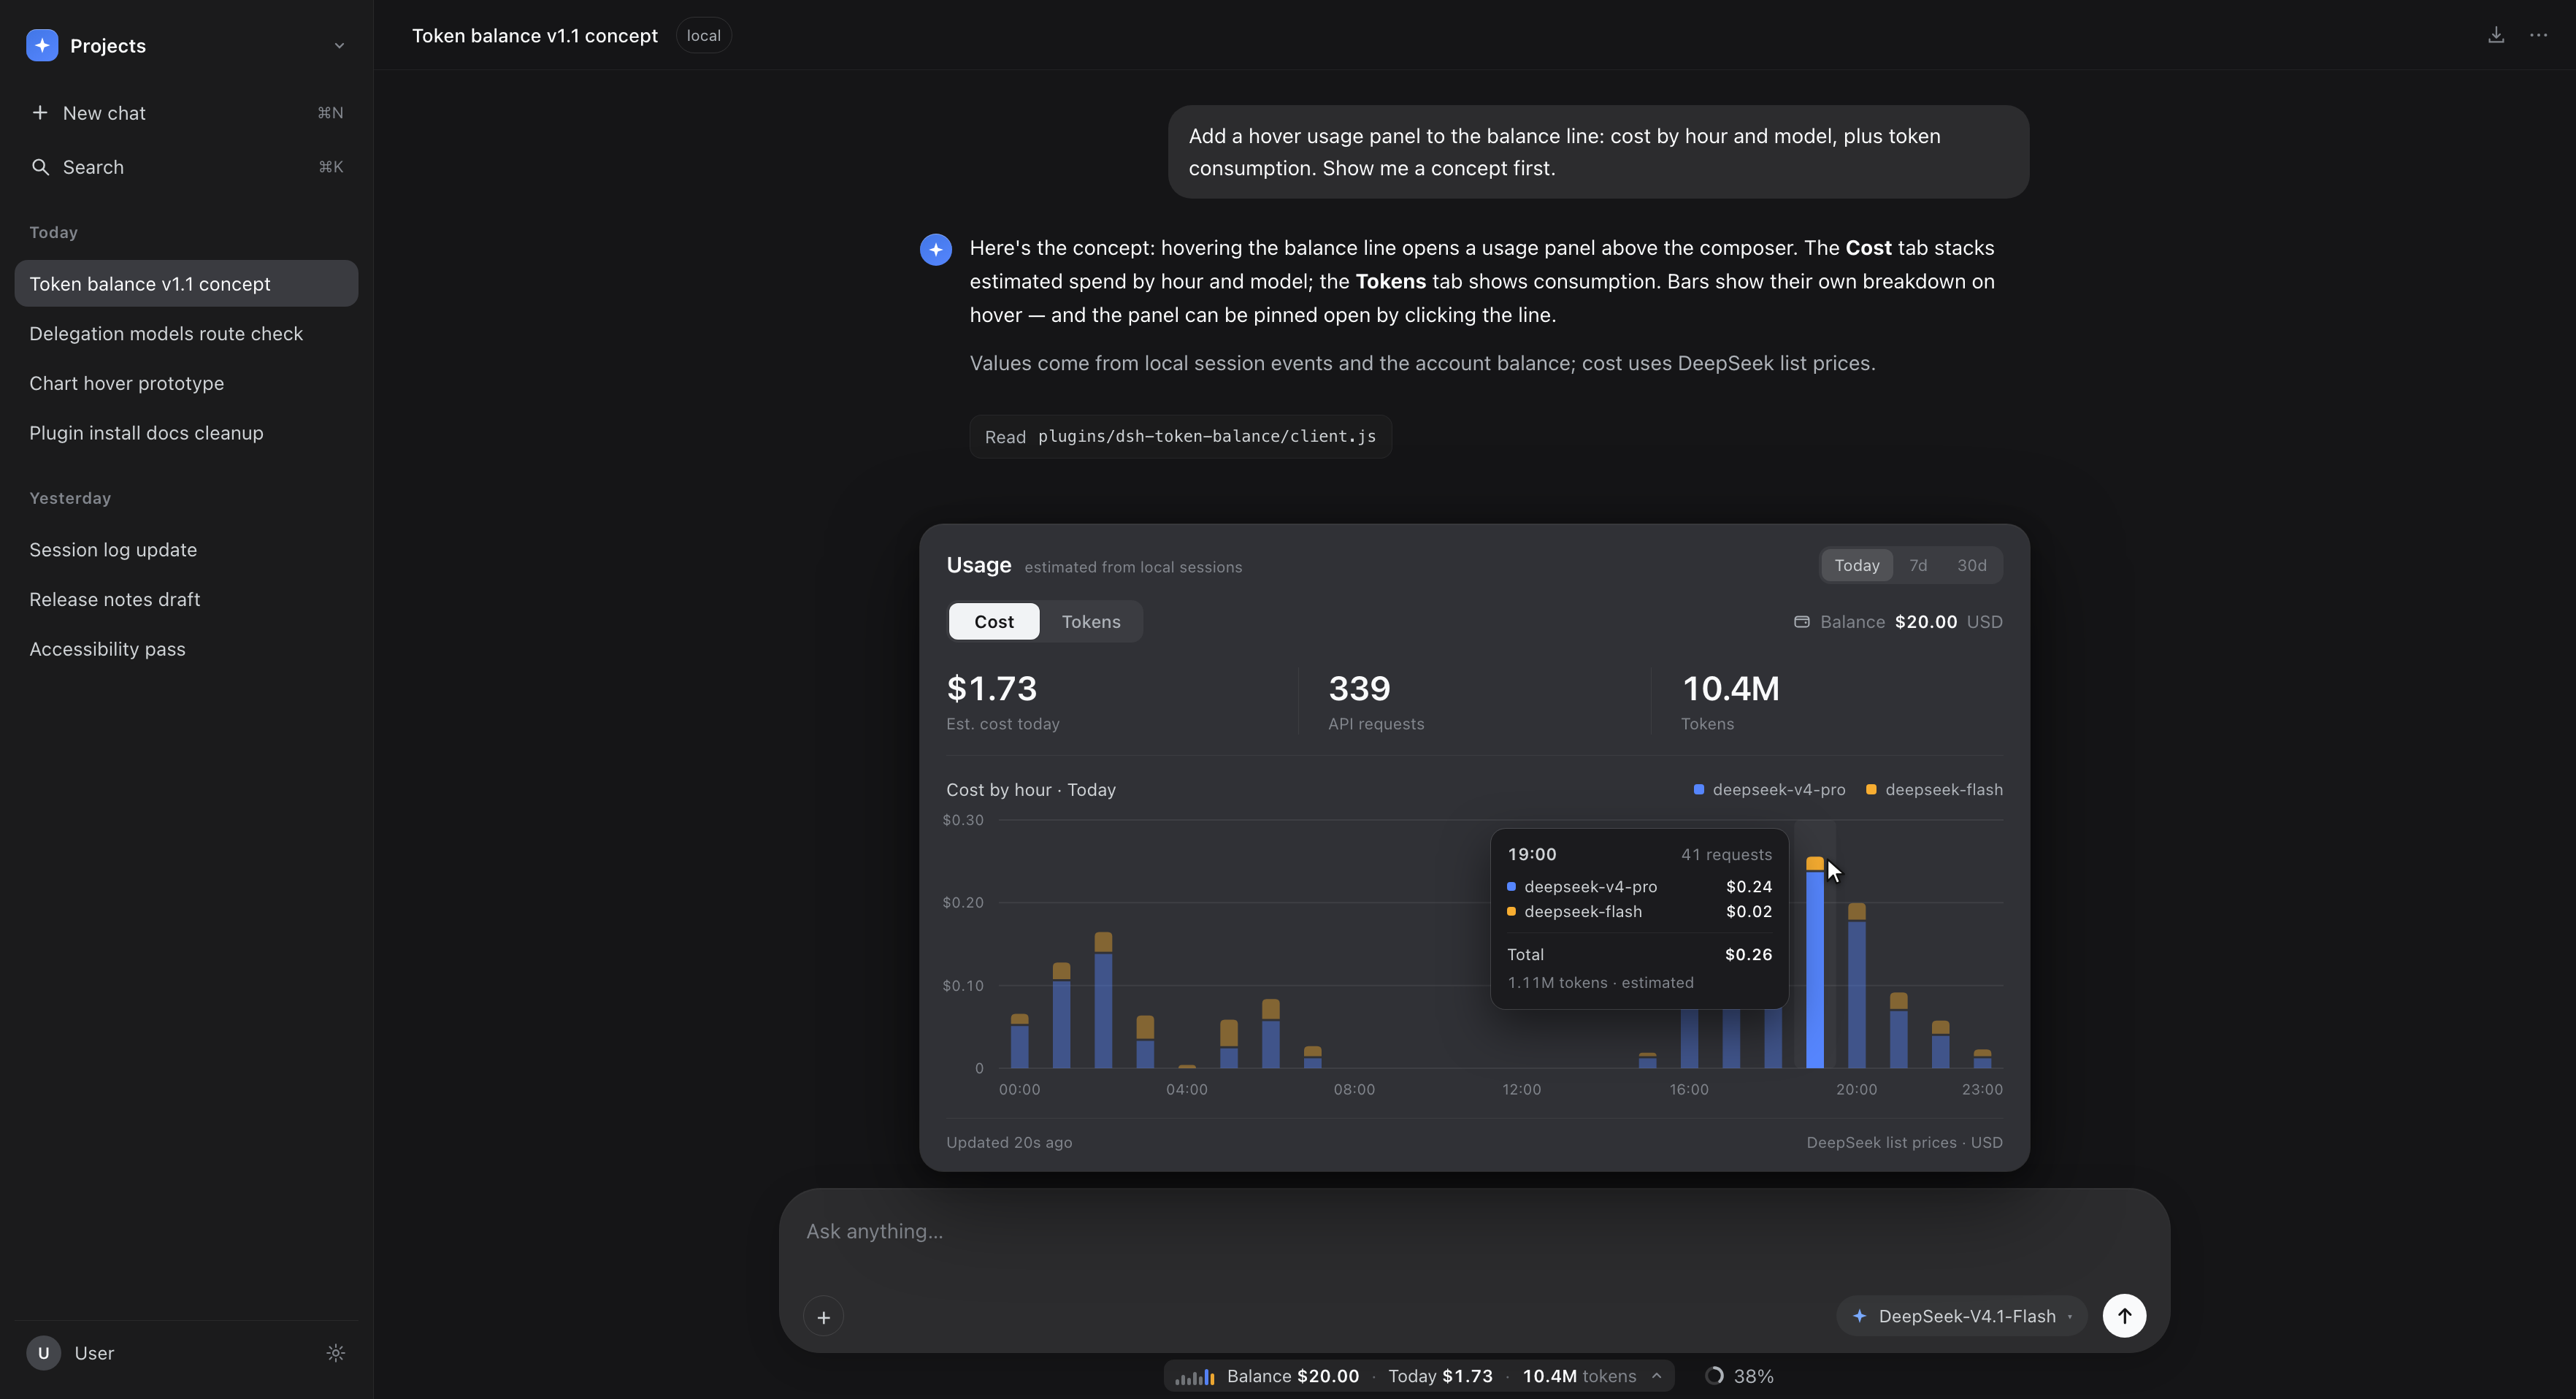 Projects
New chat ⌘N
Search ⌘K
Today
Token balance v1.1 concept
Delegation models route check
Chart hover prototype
Plugin install docs cleanup
Yesterday
Session log update
Release notes draft
Accessibility pass
U User
Token balance v1.1 concept local
Add a hover usage panel to the balance line: cost by hour and model, plus token
consumption. Show me a concept first.
Here's the concept: hovering the balance line opens a usage panel above the composer. The Cost tab stacks
estimated spend by hour and model; the Tokens tab shows consumption. Bars show their own breakdown on
hover — and the panel can be pinned open by clicking the line.
Values come from local session events and the account balance; cost uses DeepSeek list prices.
Read plugins/dsh-token-balance/client.js
Usage estimated from local sessions Today 7d 30d
Cost Tokens Balance $20.00 USD
$1.73 339 10.4M
Est. cost today API requests Tokens
Cost by hour · Today deepseek-v4-pro deepseek-flash
$0.30
$0.20
$0.10
0
19:00 41 requests
deepseek-v4-pro $0.24
deepseek-flash $0.02
Total $0.26
1.11M tokens · estimated
00:00 04:00 08:00 12:00 16:00 20:00 23:00
Updated 20s ago DeepSeek list prices · USD
Ask anything...
DeepSeek-V4.1-Flash
Balance $20.00 · Today $1.73 · 10.4M tokens 38%